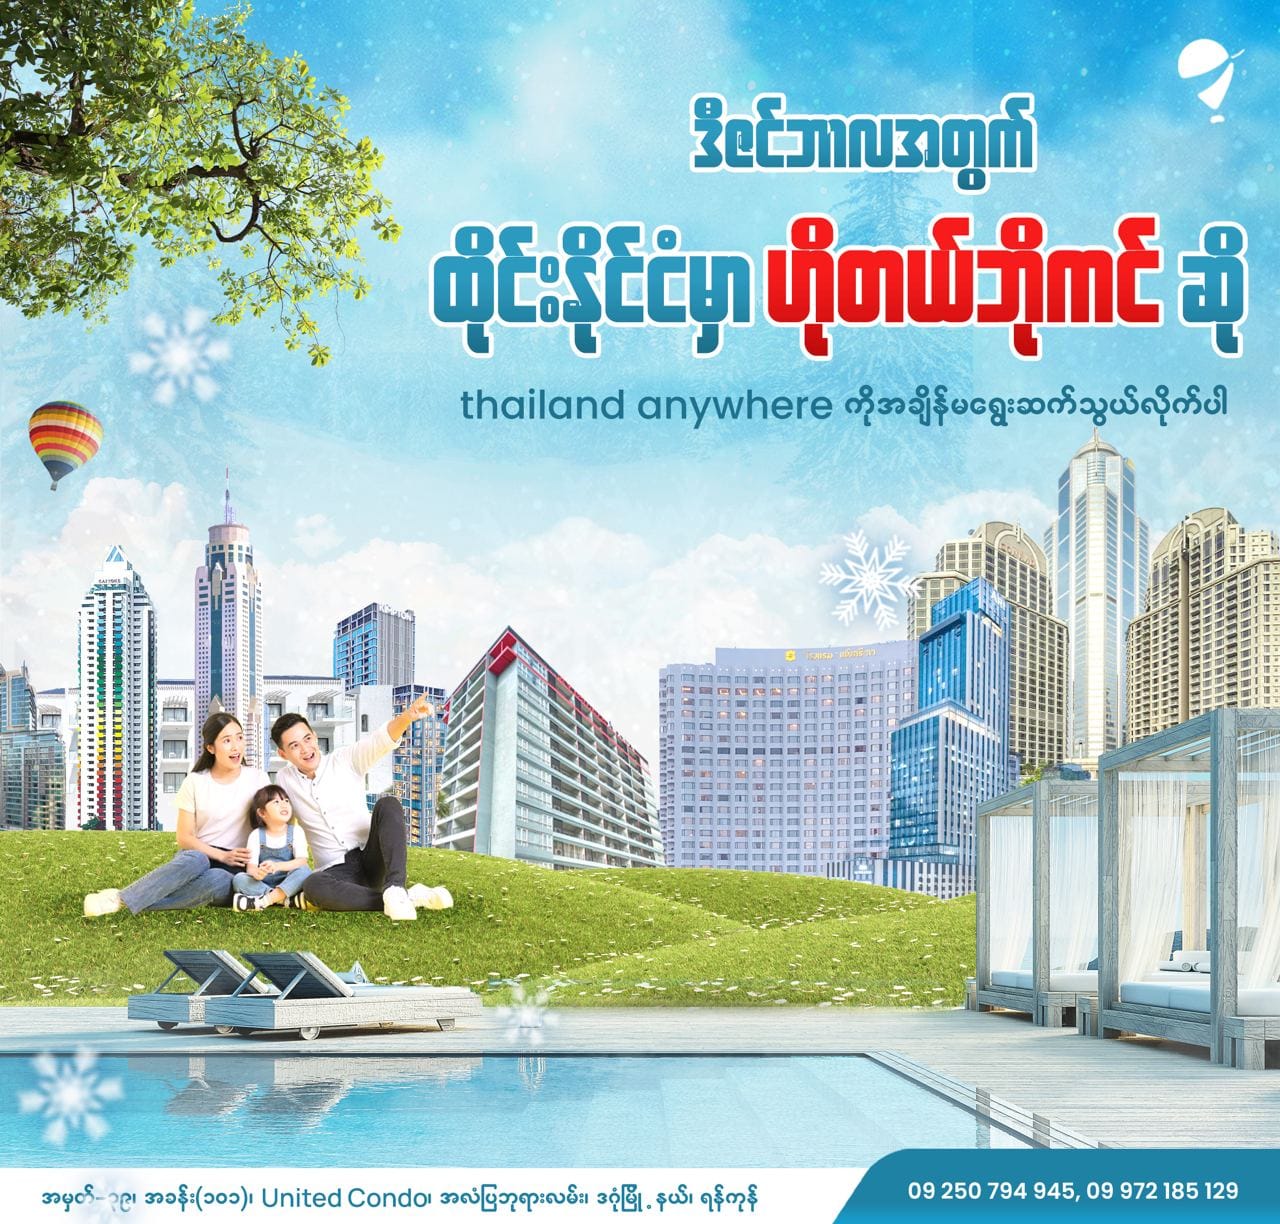 ဒီဇင်ဘာလအတွက်
ထိုင်းနိုင်ငံမှာ ဟိုတယ်ဘိုကင် ဆို
thailand anywhere ကိုအချိန်မရွေးဆက်သွယ်လိုက်ပါ
KIMPTON
အမှတ်-၃၉၊ အခန်း(၁၀၁)၊ United Condo၊ အလံပြဘုရားလမ်း၊ ဒဂုံမြို့နယ်၊ ရန်ကုန်
09 250 794 945, 09 972 185 129